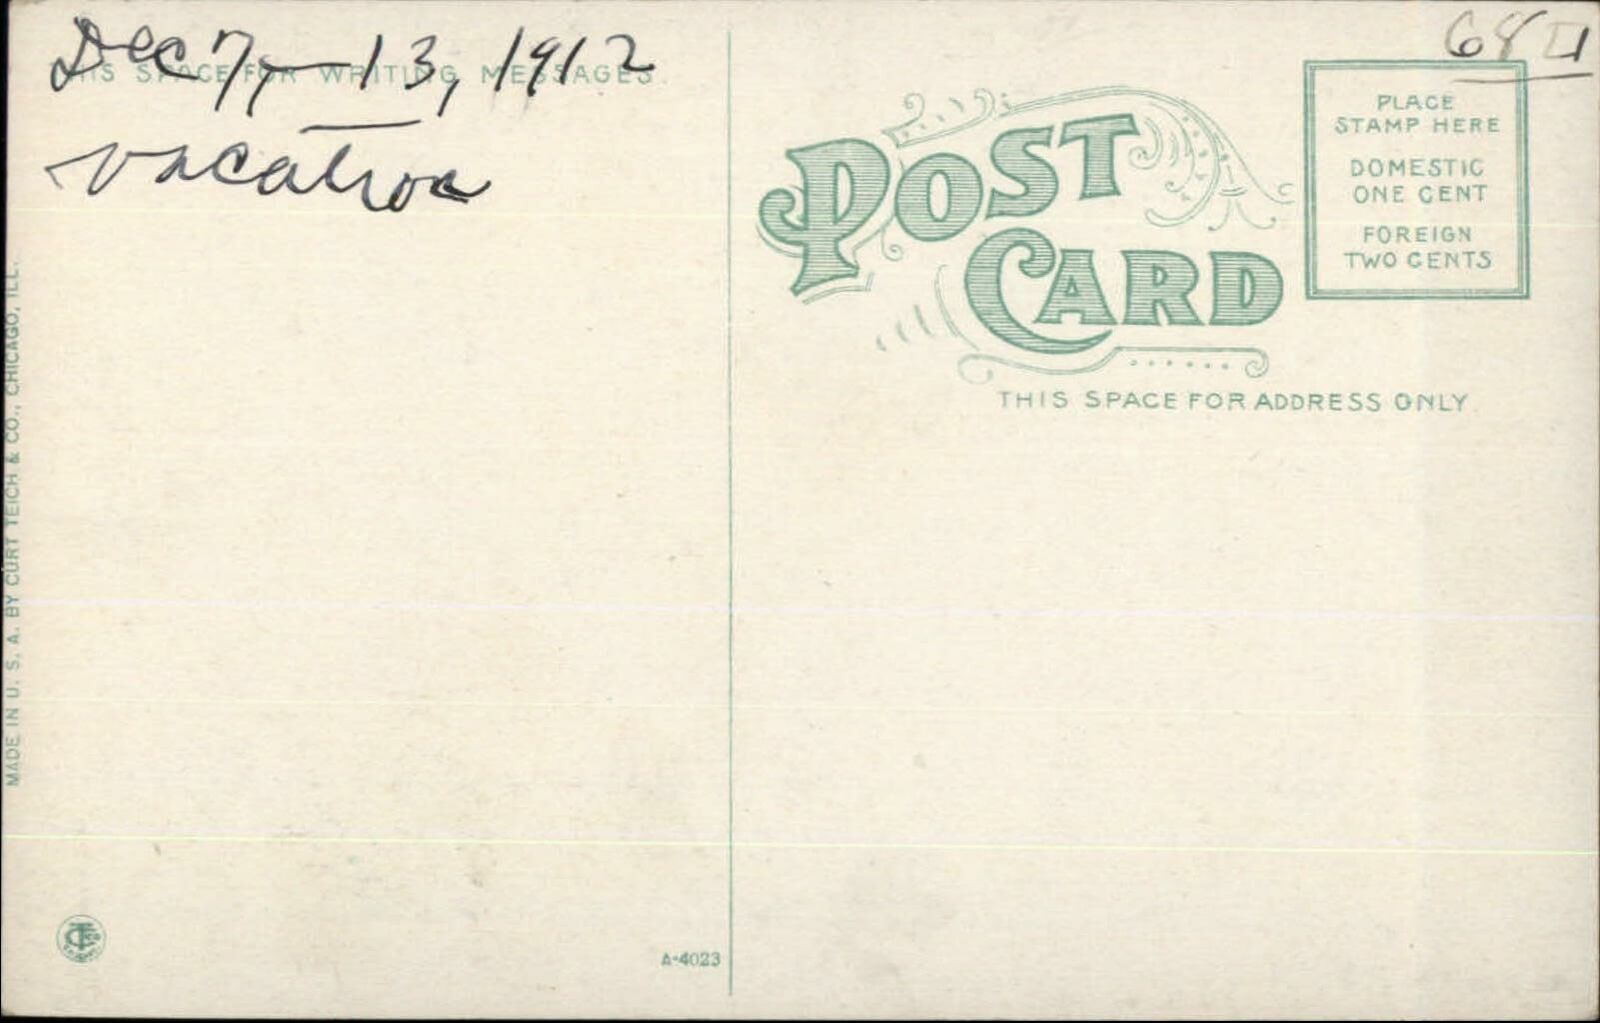 Dec 7, - 13, 1912
THIS SPACE FOR WRITING MESSAGES
vacation
68
PLACE
STAMP HERE
DOMESTIC
ONE CENT
FOREIGN
TWO CENTS
POST
CARD
THIS SPACE FOR ADDRESS ONLY
MADE IN U. S. A. BY CURT TEICH & CO., CHICAGO, ILL.
A-4023